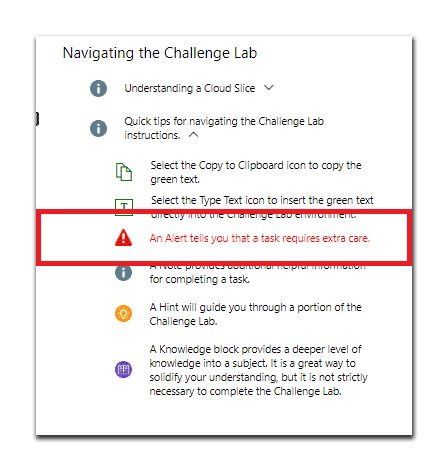 Navigating the Challenge Lab
Understanding a Cloud Slice
Quick tips for navigating the Challenge Lab
instructions.
Select the Copy to Clipboard icon to copy the
green text.
Select the Type Text icon to insert the green text
directly into the Challenge Lab environment.
An Alert tells you that a task requires extra care.
A Note provides additional helpful information
for completing a task.
A Hint will guide you through a portion of the
Challenge Lab.
A Knowledge block provides a deeper level of
knowledge into a subject. It is a great way to
solidify your understanding, but it is not strictly
necessary to complete the Challenge Lab.